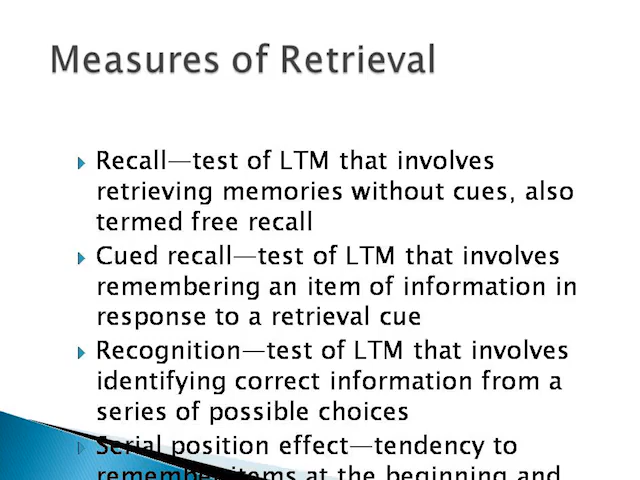 Measures of Retrieval
Recall—test of LTM that involves
retrieving memories without cues, also
termed free recall
Cued recall—test of LTM that involves
remembering an item of information in
response to a retrieval cue
Recognition—test of LTM that involves
identifying correct information from a
series of possible choices
Serial position effect—tendency to
remember items at the beginning and